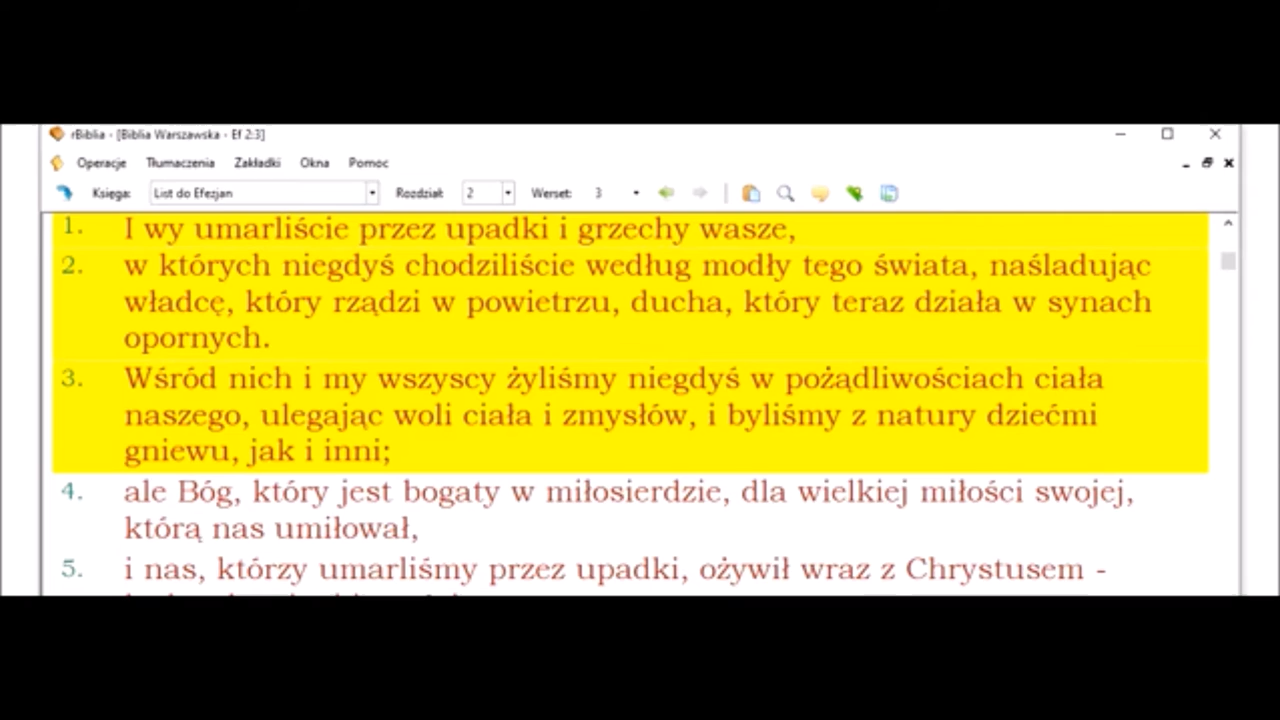 rBiblia - [Biblia Warszawska - Ef 2:3]
Operacje Tłumaczenia Zakładki Okna Pomoc
Księga: List do Efezjan Rozdział: 2 Werset: 3
1. I wy umarliście przez upadki i grzechy wasze,
2. w których niegdyś chodziliście według modły tego świata, naśladując
władcę, który rządzi w powietrzu, ducha, który teraz działa w synach
opornych.
3. Wśród nich i my wszyscy żyliśmy niegdyś w pożądliwościach ciała
naszego, ulegając woli ciała i zmysłów, i byliśmy z natury dziećmi
gniewu, jak i inni;
4. ale Bóg, który jest bogaty w miłosierdzie, dla wielkiej miłości swojej,
którą nas umiłował,
5. i nas, którzy umarliśmy przez upadki, ożywił wraz z Chrystusem -